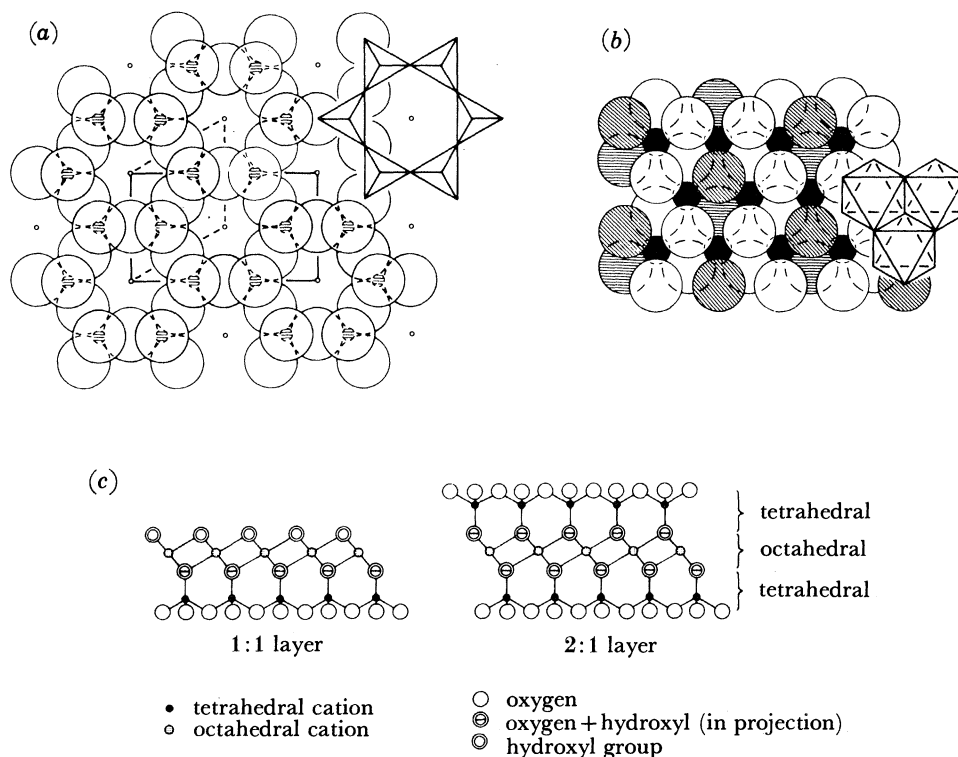 (a)
(b)
(c)
tetrahedral
octahedral
tetrahedral
1:1 layer
2:1 layer
tetrahedral cation
octahedral cation
oxygen
oxygen + hydroxyl (in projection)
hydroxyl group